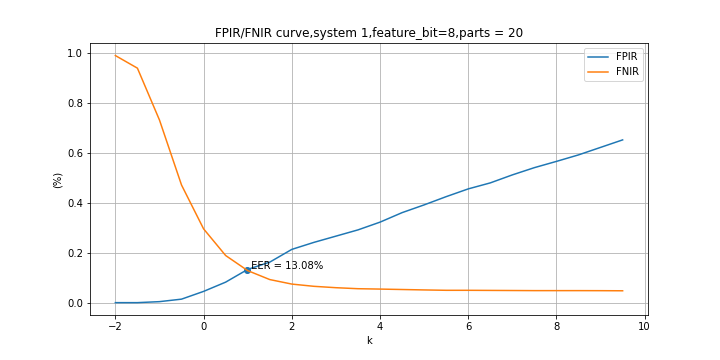 FPIR/FNIR curve,system 1,feature_bit=8,parts = 20
1.0
0.8
0.6
0.4
0.2
0.0
(%)
FPIR
FNIR
EER = 13.08%
−2
0
2
4
6
8
10
k